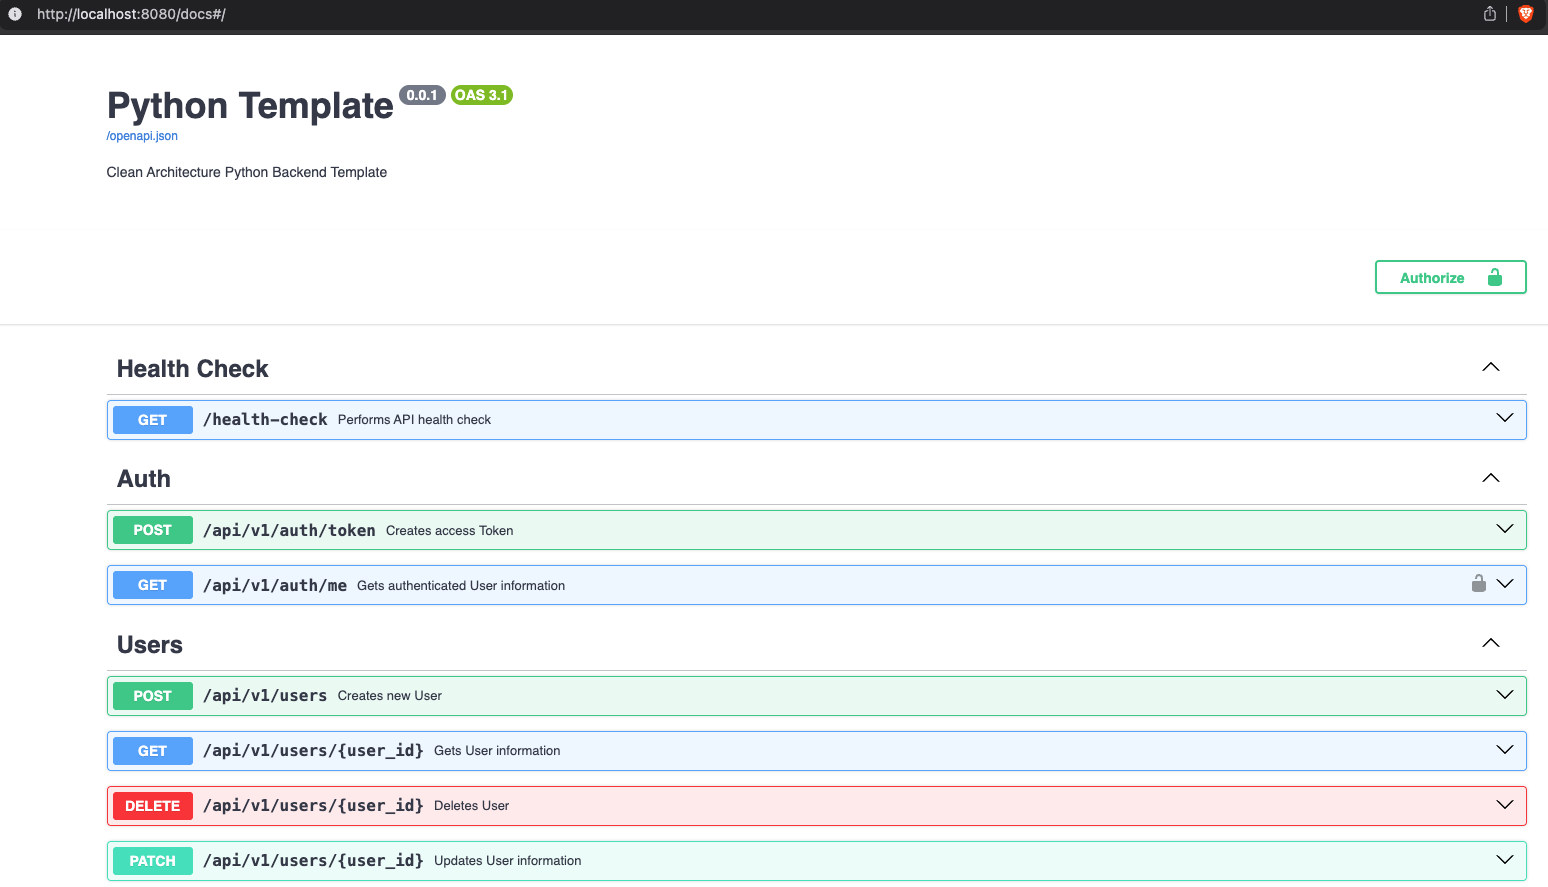 http://localhost:8080/docs#/
Python Template 0.0.1 OAS 3.1
/openapi.json
Clean Architecture Python Backend Template
Authorize
Health Check
GET /health-check Performs API health check
Auth
POST /api/v1/auth/token Creates access Token
GET /api/v1/auth/me Gets authenticated User information
Users
POST /api/v1/users Creates new User
GET /api/v1/users/{user_id} Gets User information
DELETE /api/v1/users/{user_id} Deletes User
PATCH /api/v1/users/{user_id} Updates User information